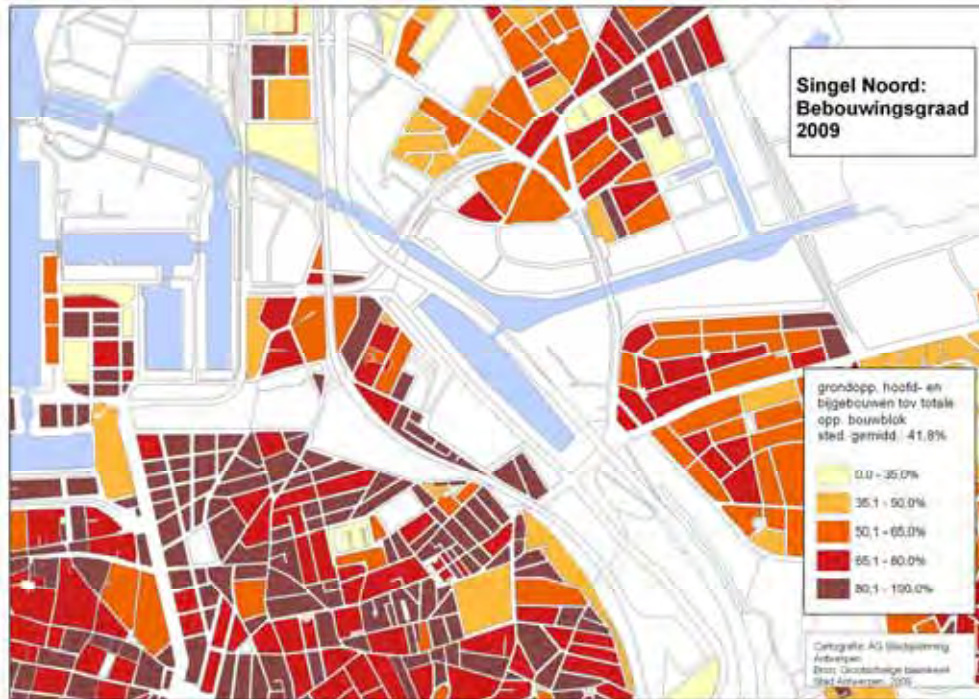 Singel Noord:
Bebouwingsgraad
2009
grondopp. hoofd- en
bijgebouwen tov totale
opp. bouwblok
sted. gemidd.: 41,8%
0,0 - 35,0%
35,1 - 50,0%
50,1 - 65,0%
65,1 - 80,0%
80,1 - 100,0%
Cartografie: AG Stadsplanning
Antwerpen
Bron: Grootschalige basiskaart
Stad Antwerpen, 2009